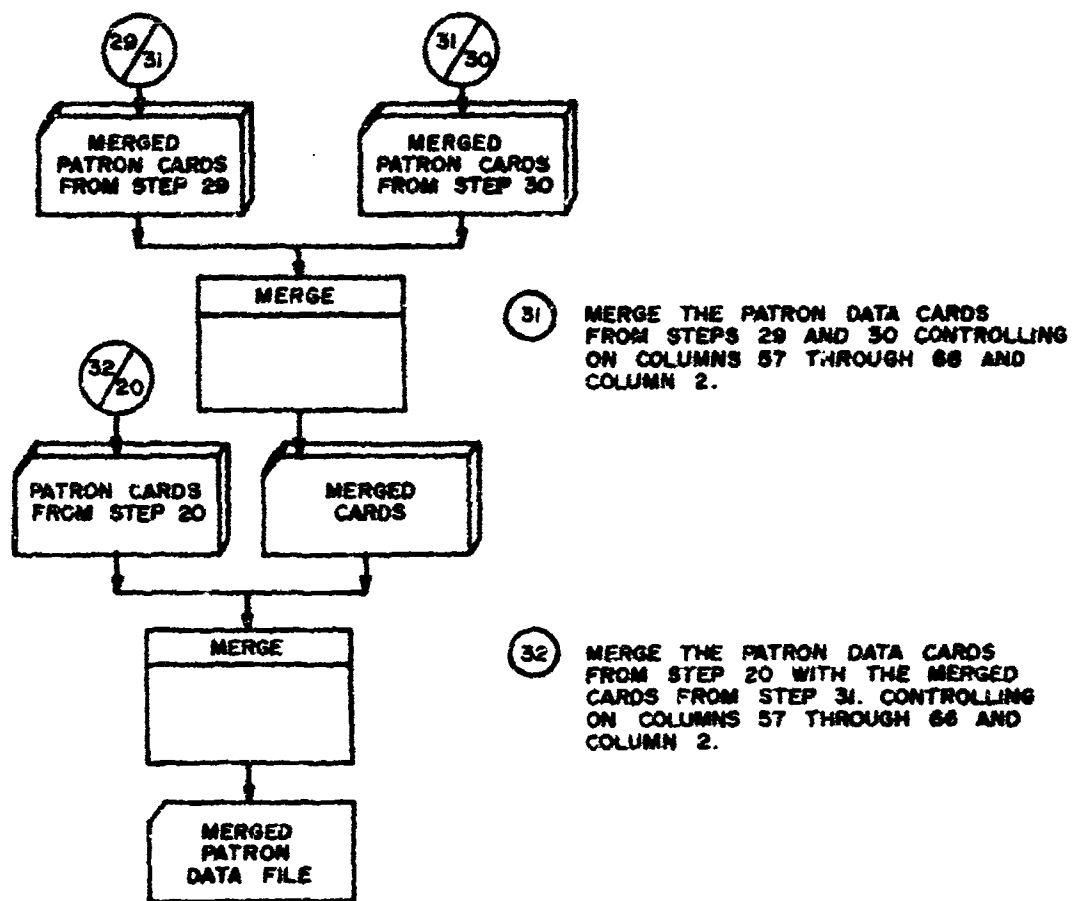 29/31
31/30
MERGED
PATRON CARDS
FROM STEP 29
MERGED
PATRON CARDS
FROM STEP 30
MERGE
31
MERGE THE PATRON DATA CARDS
FROM STEPS 29 AND 30 CONTROLLING
ON COLUMNS 57 THROUGH 66 AND
COLUMN 2.
32/20
PATRON CARDS
FROM STEP 20
MERGED
CARDS
MERGE
32
MERGE THE PATRON DATA CARDS
FROM STEP 20 WITH THE MERGED
CARDS FROM STEP 31. CONTROLLING
ON COLUMNS 57 THROUGH 66 AND
COLUMN 2.
MERGED
PATRON
DATA FILE